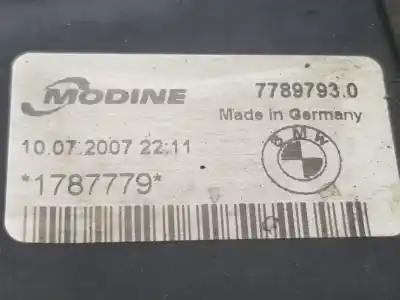 MODINE
7789793.0
Made in Germany
BMW
10.07.2007 22:11
*1787779*